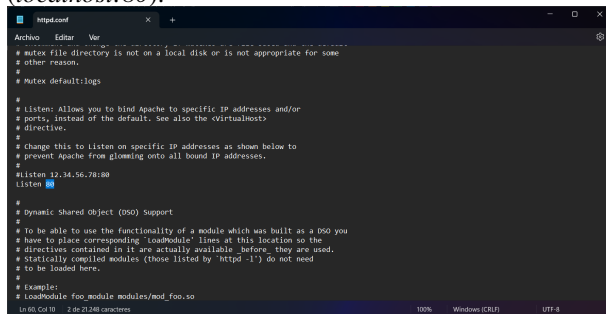 (localhost:80).
httpd.conf
Archivo Editar Ver
# mutex file directory is not on a local disk or is not appropriate for some
# other reason.
#
# Mutex default:logs
#
# Listen: Allows you to bind Apache to specific IP addresses and/or
# ports, instead of the default. See also the <VirtualHost>
# directive.
#
# Change this to Listen on specific IP addresses as shown below to
# prevent Apache from glomming onto all bound IP addresses.
#
#Listen 12.34.56.78:80
Listen 80
#
# Dynamic Shared Object (DSO) Support
#
# To be able to use the functionality of a module which was built as a DSO you
# have to place corresponding `LoadModule' lines at this location so the
# directives contained in it are actually available _before_ they are used.
# Statically compiled modules (those listed by `httpd -l') do not need
# to be loaded here.
#
# Example:
# LoadModule foo_module modules/mod_foo.so
Ln 60, Col 10 2 de 21.248 caracteres 100% Windows (CRLF) UTF-8